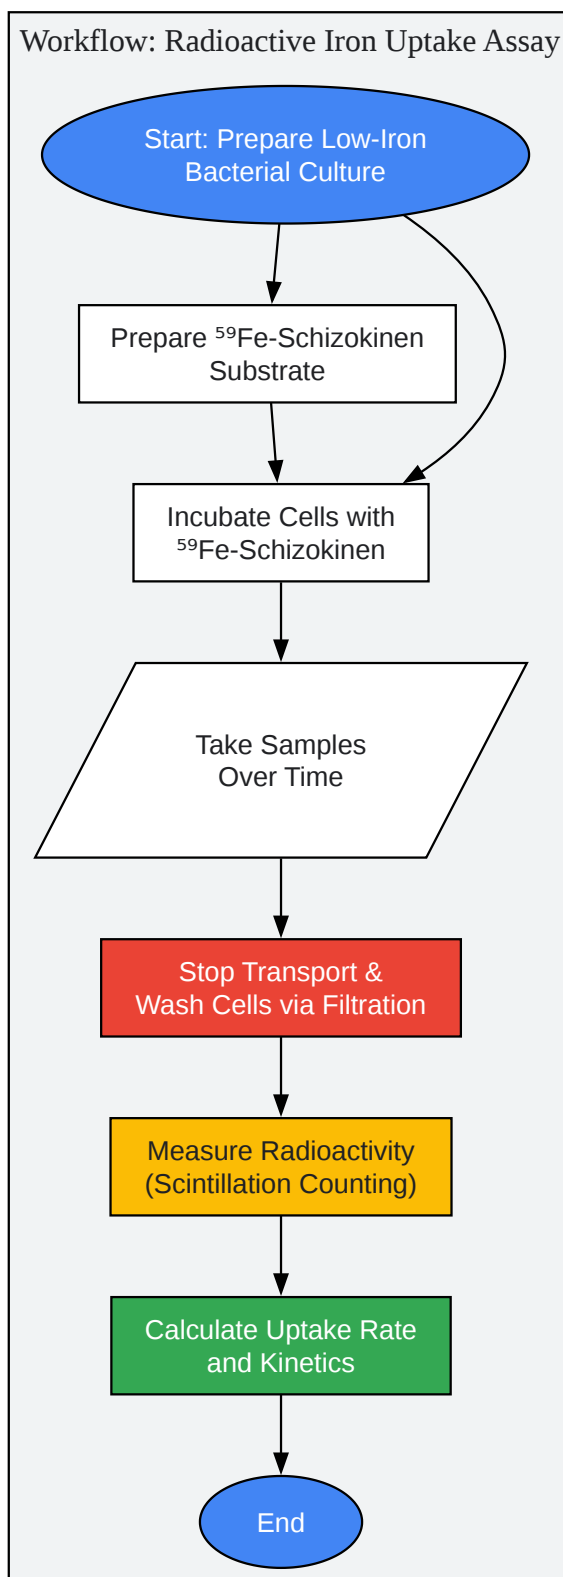 Workflow: Radioactive Iron Uptake Assay
Start: Prepare Low-Iron
Bacterial Culture
Prepare ⁵⁹Fe-Schizokinen
Substrate
Incubate Cells with
⁵⁹Fe-Schizokinen
Take Samples
Over Time
Stop Transport &
Wash Cells via Filtration
Measure Radioactivity
(Scintillation Counting)
Calculate Uptake Rate
and Kinetics
End